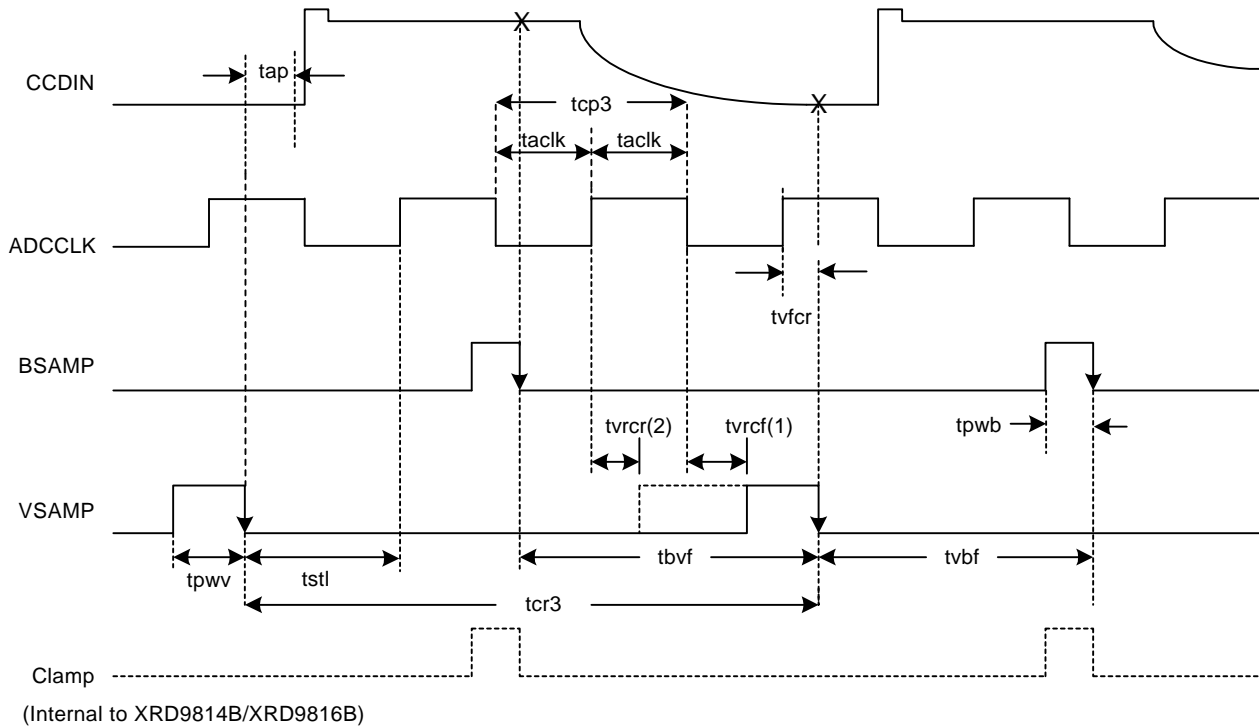 CCDIN
tap
X
X
tcp3
taclk
taclk
ADCCLK
tvfcr
BSAMP
tvrcr(2)
tvrcf(1)
tpwb
VSAMP
tpwv
tstl
tbvf
tvbf
tcr3
Clamp
(Internal to XRD9814B/XRD9816B)